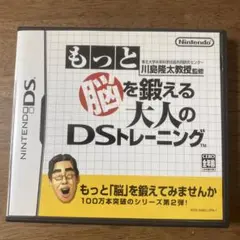 Nintendo
NINTENDO DS
もっと
東北大学未来科学技術共同研究センター
川島隆太教授 監修
脳を鍛える
大人の
DSトレーニング
TM
全年齢
もっと「脳」を鍛えてみませんか
100万本突破のシリーズ第2弾!